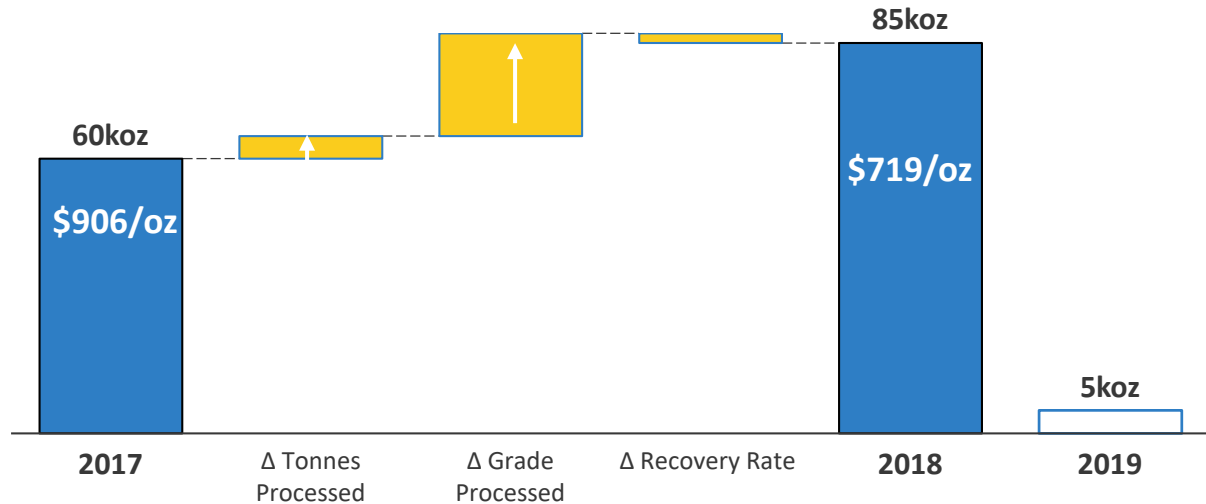 85koz
60koz
$906/oz
$719/oz
5koz
2017
Δ Tonnes
Processed
Δ Grade
Processed
Δ Recovery Rate
2018
2019